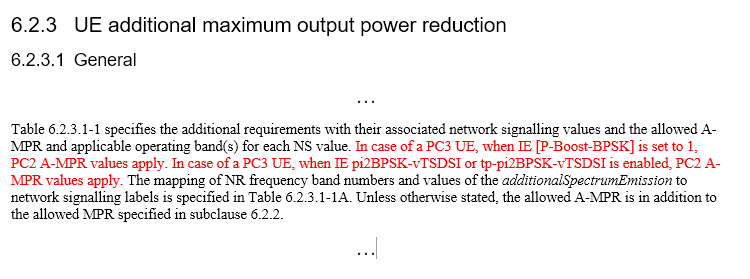 6.2.3 UE additional maximum output power reduction
6.2.3.1 General
…
Table 6.2.3.1-1 specifies the additional requirements with their associated network signalling values and the allowed A-
MPR and applicable operating band(s) for each NS value. In case of a PC3 UE, when IE [P-Boost-BPSK] is set to 1,
PC2 A-MPR values apply. In case of a PC3 UE, when IE pi2BPSK-vTSDSI or tp-pi2BPSK-vTSDSI is enabled, PC2 A-
MPR values apply. The mapping of NR frequency band numbers and values of the additionalSpectrumEmission to
network signalling labels is specified in Table 6.2.3.1-1A. Unless otherwise stated, the allowed A-MPR is in addition to
the allowed MPR specified in subclause 6.2.2.
…